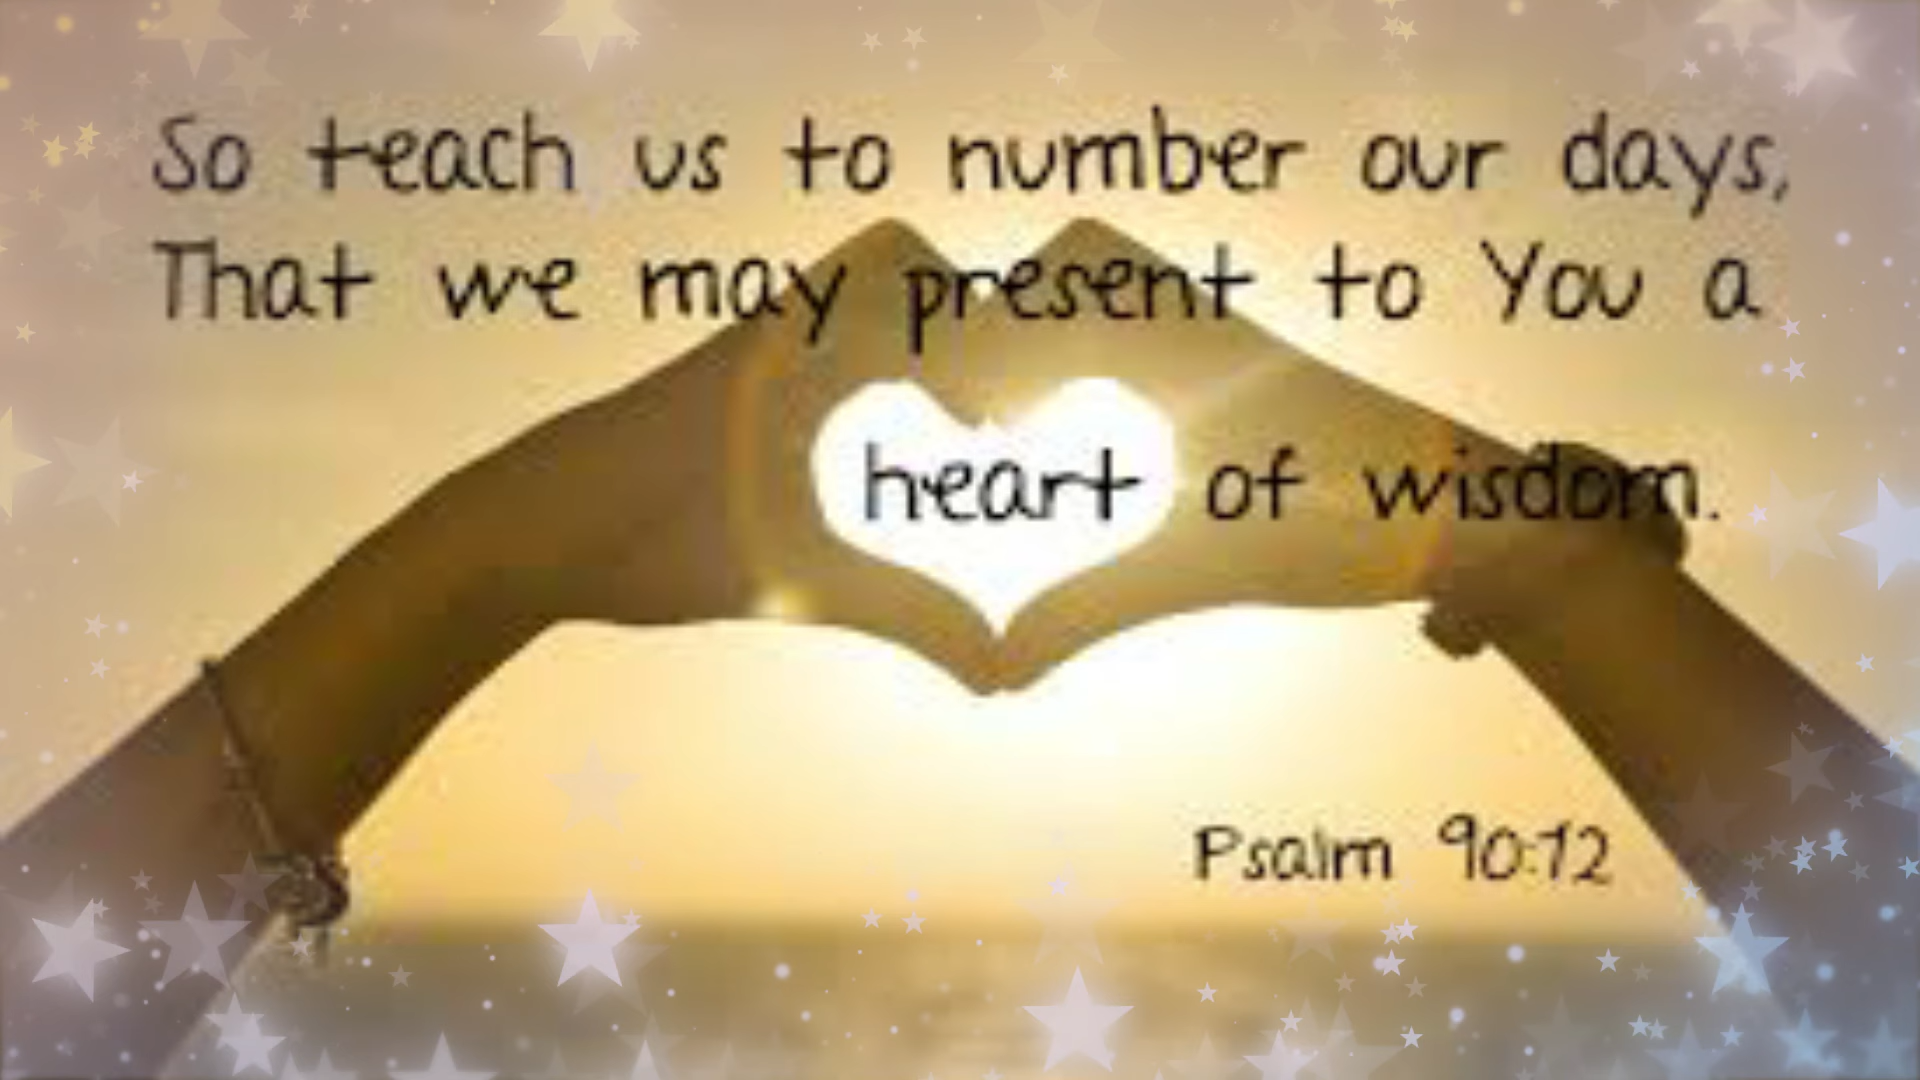 So teach us to number our days,
That we may present to You a
heart of wisdom.
Psalm 90:12